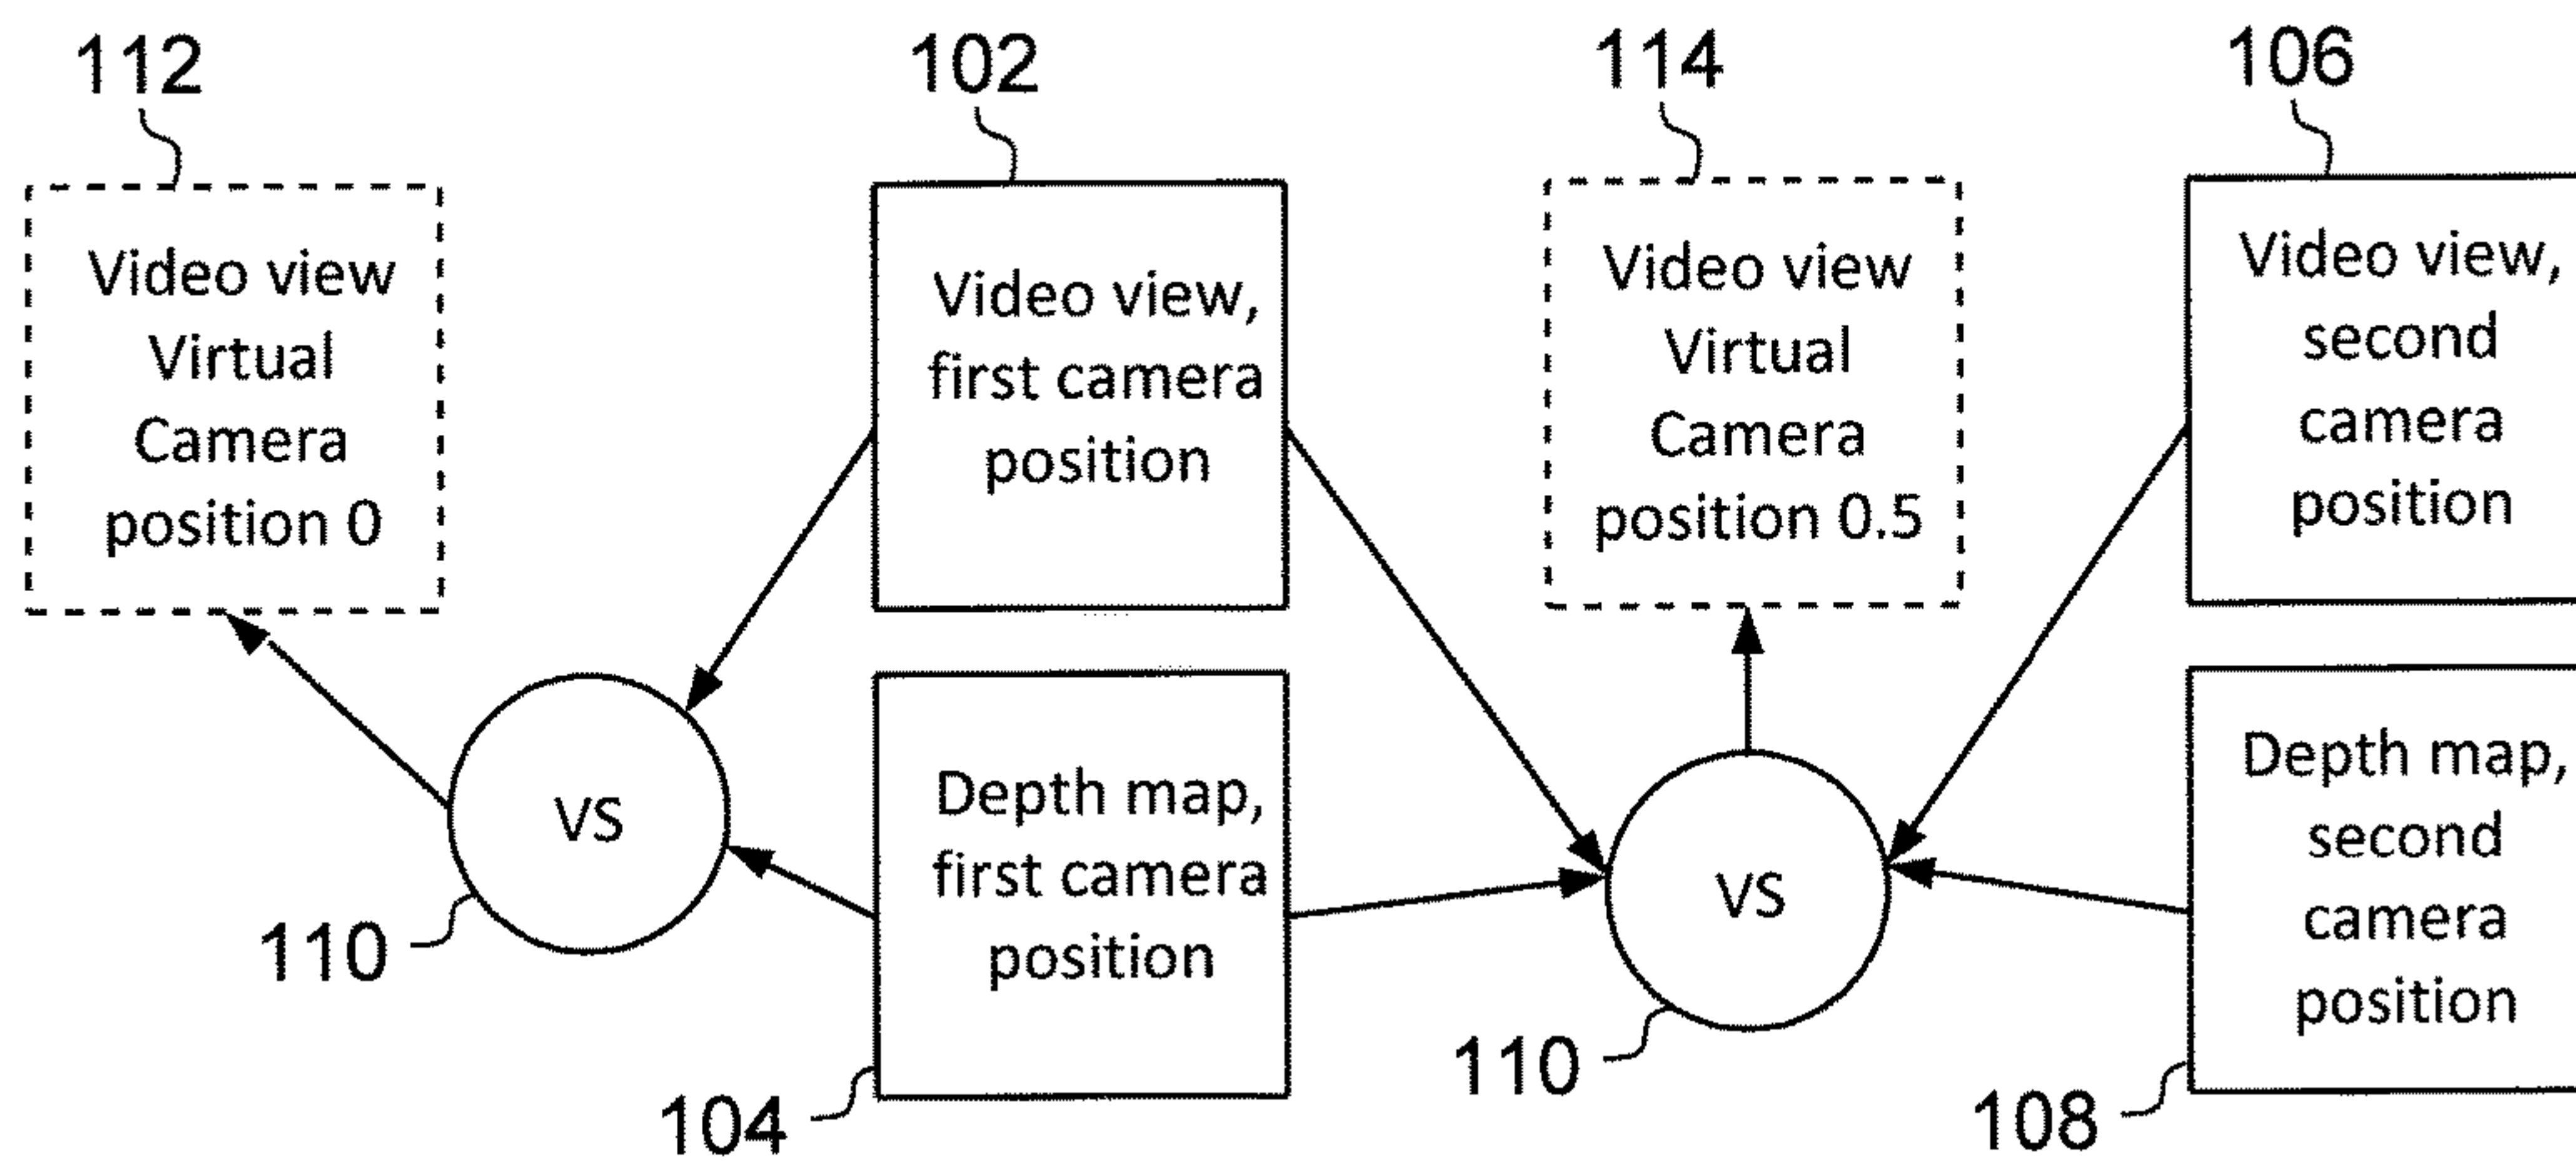 112
102
114
106
Video view
Virtual
Camera
position 0
Video view,
first camera
position
Video view
Virtual
Camera
position 0.5
Video view,
second
camera
position
VS
110
Depth map,
first camera
position
104
VS
110
Depth map,
second
camera
position
108